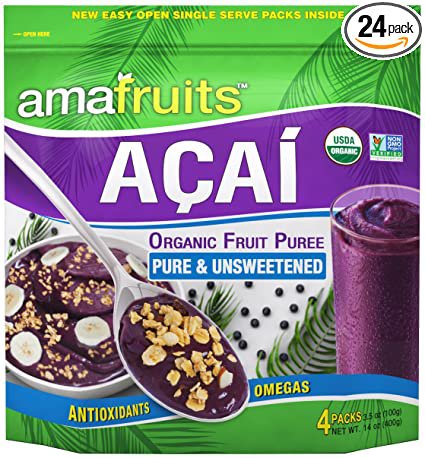 NEW EASY OPEN SINGLE SERVE PACKS INSIDE
24 pack
OPEN HERE
amafruits™
AÇAÍ
USDA
ORGANIC
NON
GMO
Project
VERIFIED
ORGANIC FRUIT PUREE
PURE & UNSWEETENED
ANTIOXIDANTS
OMEGAS
4 PACKS 3.5 oz (100g)
NET WT. 14 oz (400g)